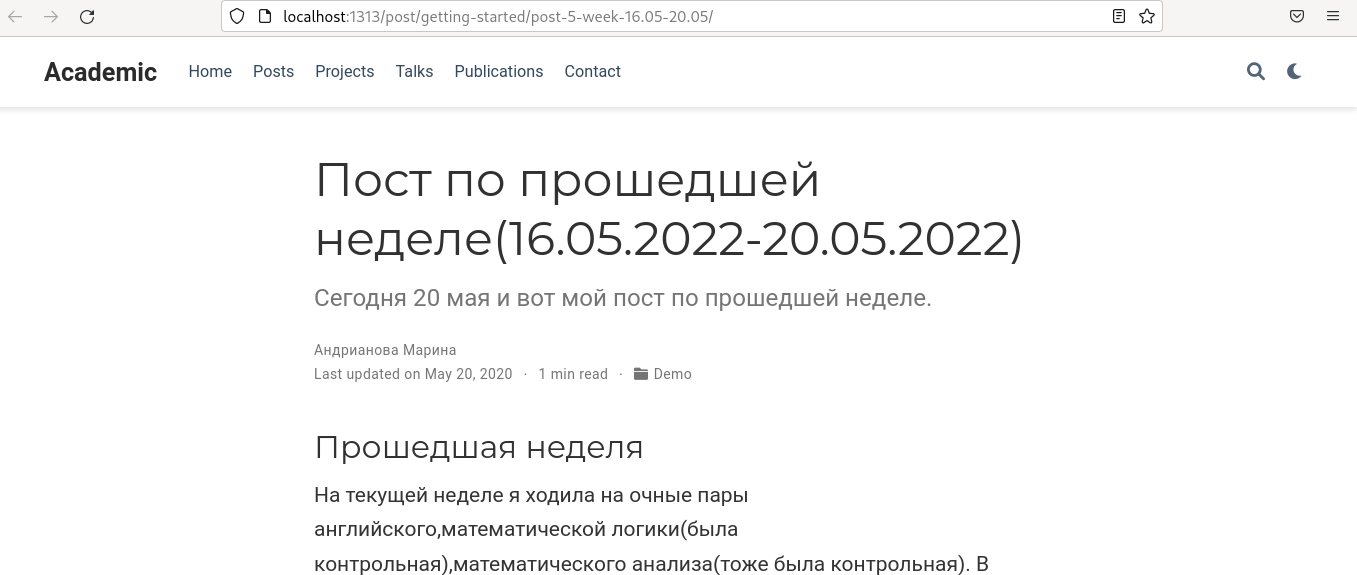 localhost:1313/post/getting-started/post-5-week-16.05-20.05/
Academic Home Posts Projects Talks Publications Contact
Пост по прошедшей
неделе(16.05.2022-20.05.2022)
Сегодня 20 мая и вот мой пост по прошедшей неделе.
Андрианова Марина
Last updated on May 20, 2020 · 1 min read · Demo
Прошедшая неделя
На текущей неделе я ходила на очные пары
английского,математической логики(была
контрольная),математического анализа(тоже была контрольная). В